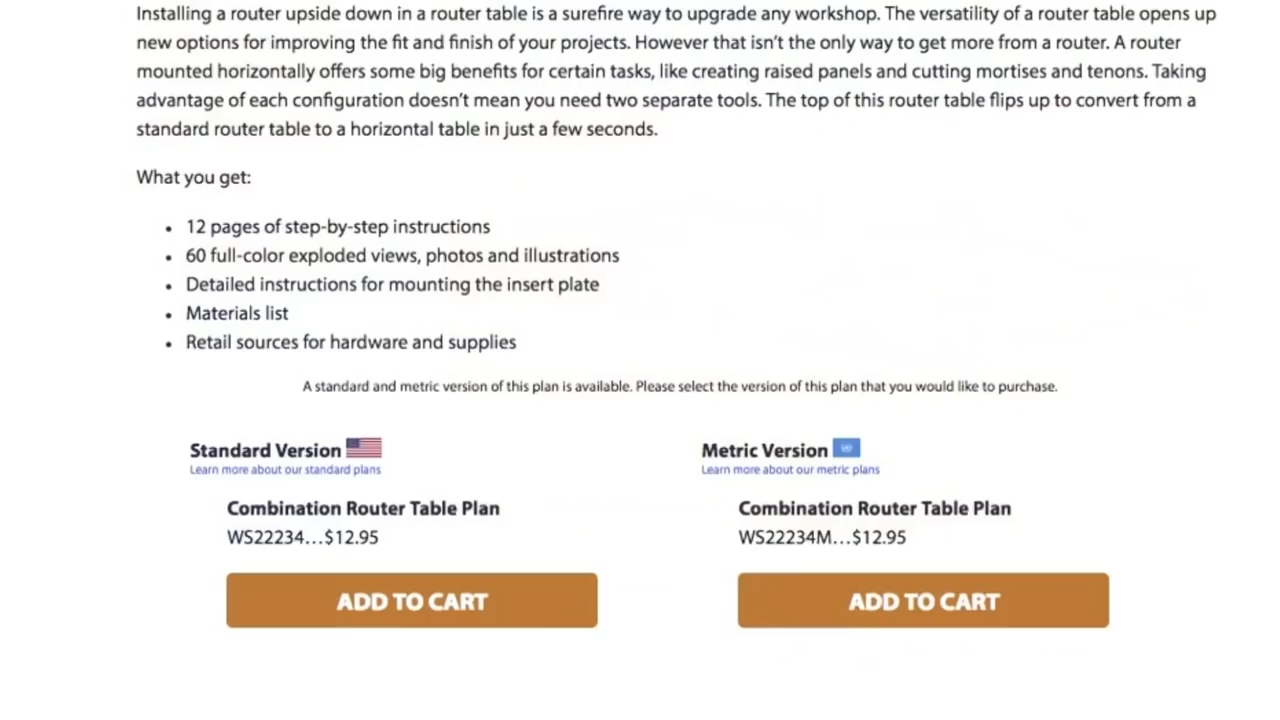 Installing a router upside down in a router table is a surefire way to upgrade any workshop. The versatility of a router table opens up
new options for improving the fit and finish of your projects. However that isn’t the only way to get more from a router. A router
mounted horizontally offers some big benefits for certain tasks, like creating raised panels and cutting mortises and tenons. Taking
advantage of each configuration doesn’t mean you need two separate tools. The top of this router table flips up to convert from a
standard router table to a horizontal table in just a few seconds.
What you get:
• 12 pages of step-by-step instructions
• 60 full-color exploded views, photos and illustrations
• Detailed instructions for mounting the insert plate
• Materials list
• Retail sources for hardware and supplies
A standard and metric version of this plan is available. Please select the version of this plan that you would like to purchase.
Standard Version
Learn more about our standard plans
Combination Router Table Plan
WS22234...$12.95
ADD TO CART
Metric Version
Learn more about our metric plans
Combination Router Table Plan
WS22234M...$12.95
ADD TO CART